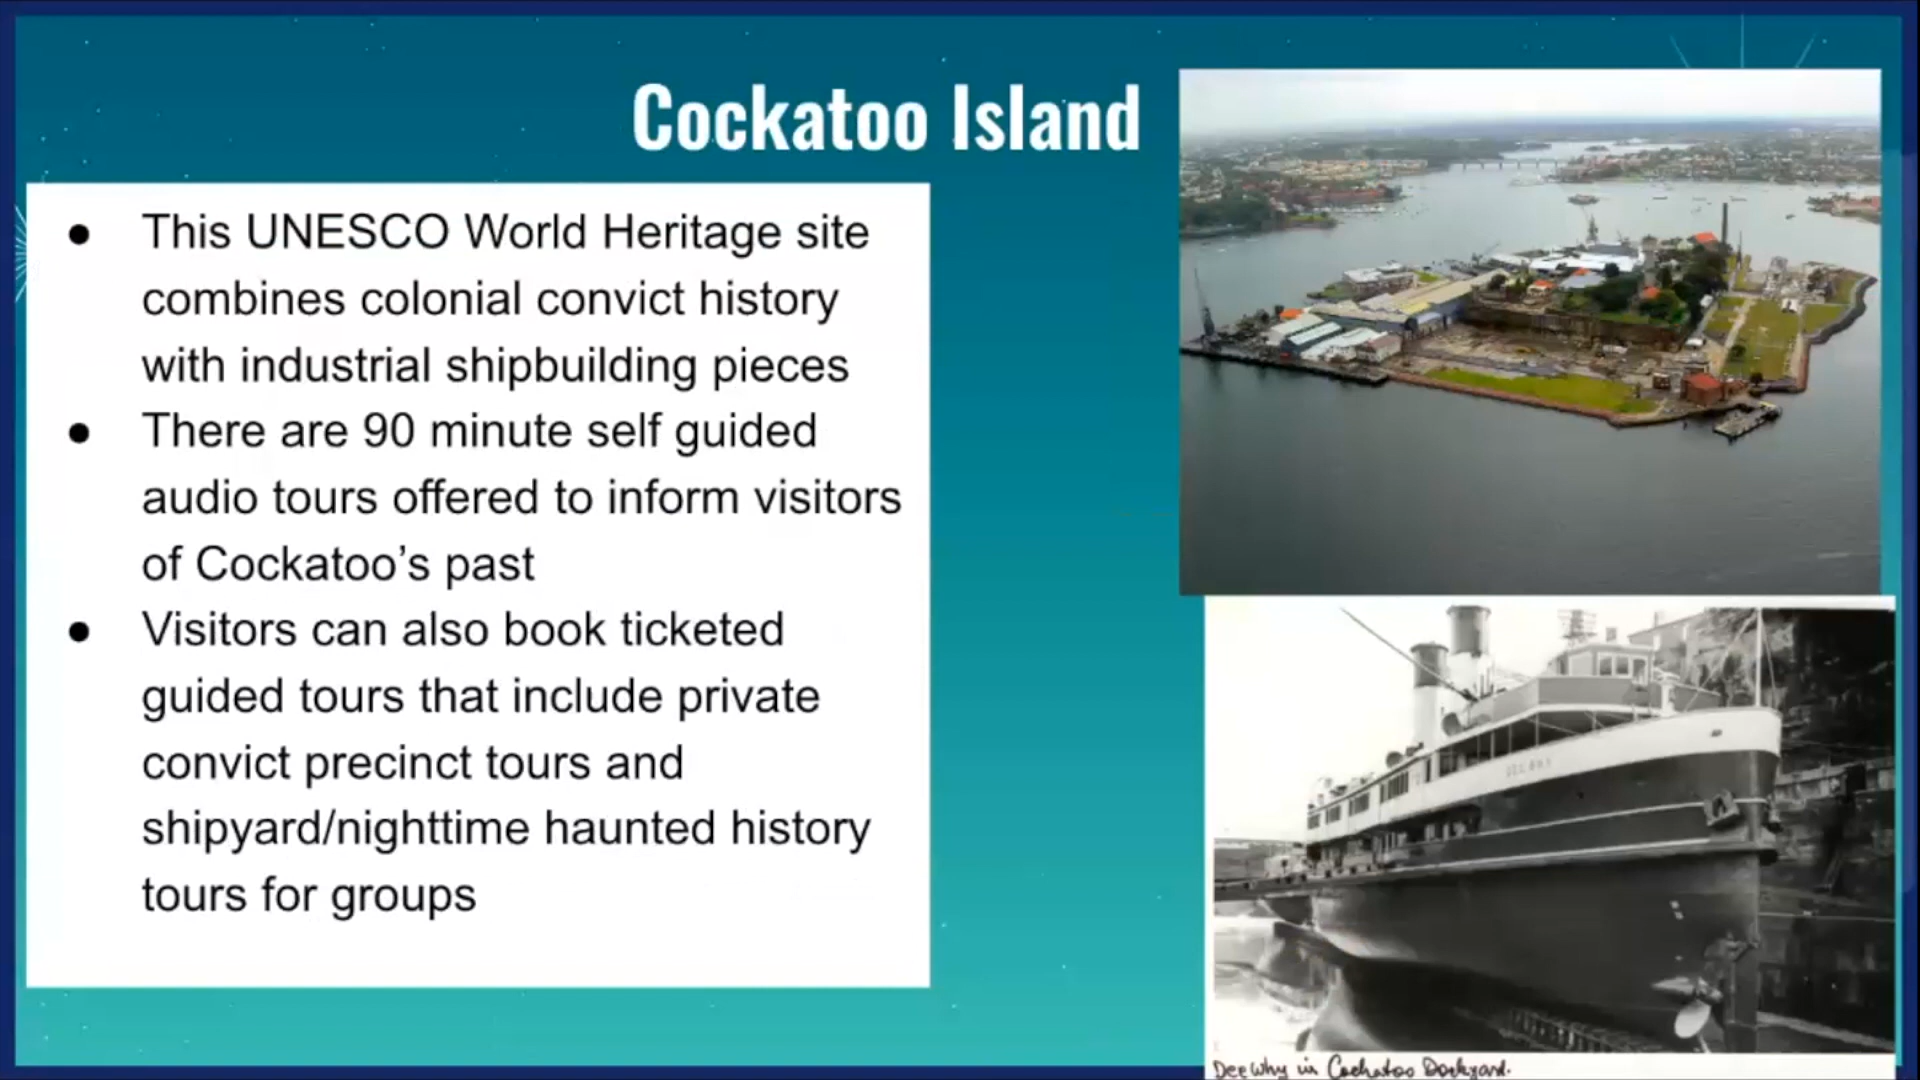 Cockatoo Island
● This UNESCO World Heritage site
combines colonial convict history
with industrial shipbuilding pieces
● There are 90 minute self guided
audio tours offered to inform visitors
of Cockatoo’s past
● Visitors can also book ticketed
guided tours that include private
convict precinct tours and
shipyard/nighttime haunted history
tours for groups
Dee Why in Cockatoo Dockyard.